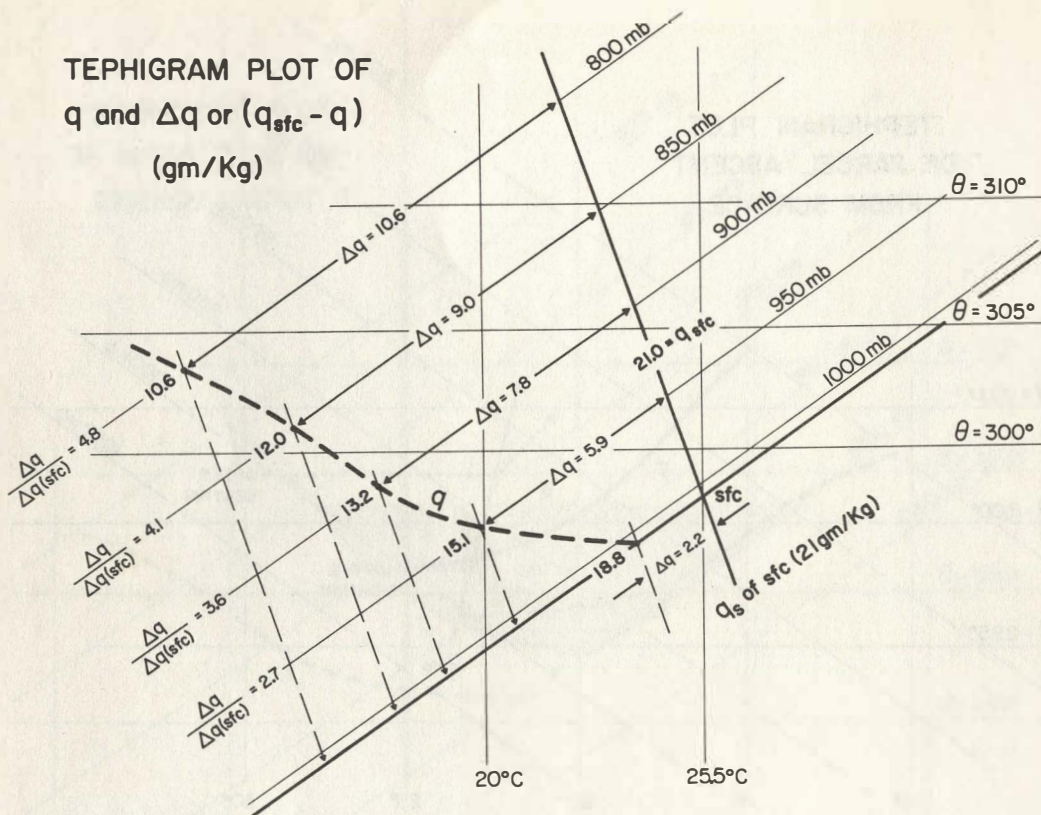 TEPHIGRAM PLOT OF
q and Δq or (q_sfc - q)
(gm/Kg)
800 mb
850 mb
900 mb
950 mb
1000 mb
θ = 310°
θ = 305°
θ = 300°
Δq = 10.6
Δq = 9.0
Δq = 7.8
Δq = 5.9
Δq = 2.2
21.0 = q_sfc
sfc
q_s of sfc (21gm/Kg)
q
10.6
12.0
13.2
15.1
18.8
Δq/Δq(sfc) = 4.8
Δq/Δq(sfc) = 4.1
Δq/Δq(sfc) = 3.6
Δq/Δq(sfc) = 2.7
20°C
25.5°C